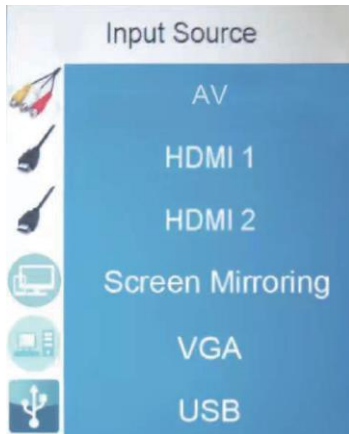 Input Source
AV
HDMI 1
HDMI 2
Screen Mirroring
VGA
USB